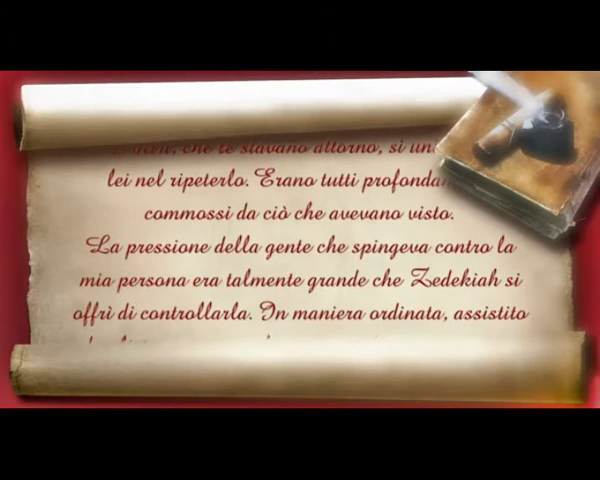 che le stavano attorno, si
lei nel ripeterlo. Erano tutti
commossi da ciò che avevano visto.
La pressione della gente che spingeva contro la
mia persona era talmente grande che Zedekiah si
offrì di controllarla. In maniera ordinata, assistito